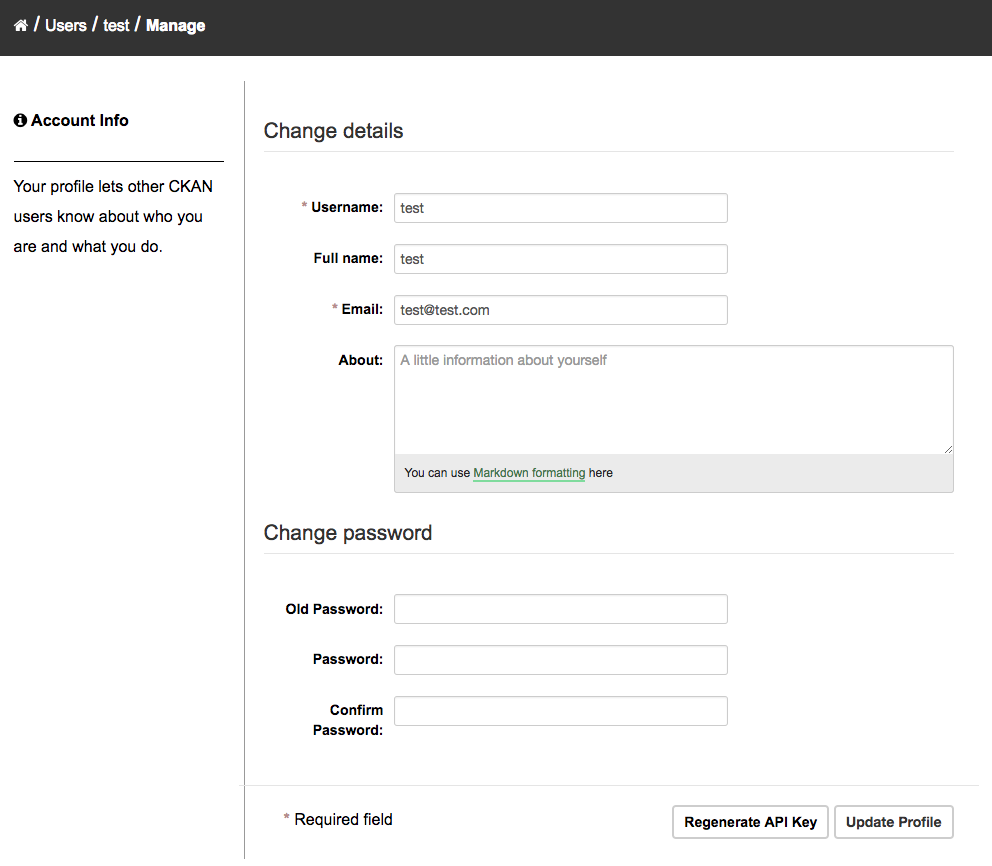 / Users / test / Manage
Account Info
Your profile lets other CKAN
users know about who you
are and what you do.
Change details
* Username: test
Full name: test
* Email: test@test.com
About: A little information about yourself
You can use Markdown formatting here
Change password
Old Password:
Password:
Confirm
Password:
* Required field
Regenerate API Key Update Profile